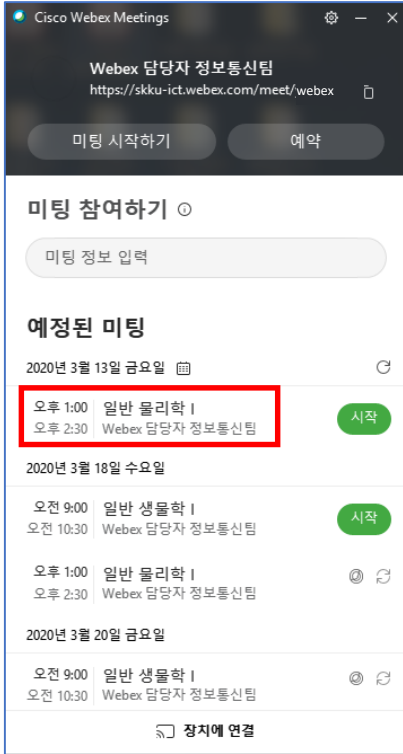 Cisco Webex Meetings
Webex 담당자 정보통신팀
https://skku-ict.webex.com/meet/webex
미팅 시작하기 예약
미팅 참여하기
미팅 정보 입력
예정된 미팅
2020년 3월 13일 금요일
오후 1:00 일반 물리학 I 시작
오후 2:30 Webex 담당자 정보통신팀
2020년 3월 18일 수요일
오전 9:00 일반 생물학 I 시작
오전 10:30 Webex 담당자 정보통신팀
오후 1:00 일반 물리학 I
오후 2:30 Webex 담당자 정보통신팀
2020년 3월 20일 금요일
오전 9:00 일반 생물학 I
오전 10:30 Webex 담당자 정보통신팀
장치에 연결